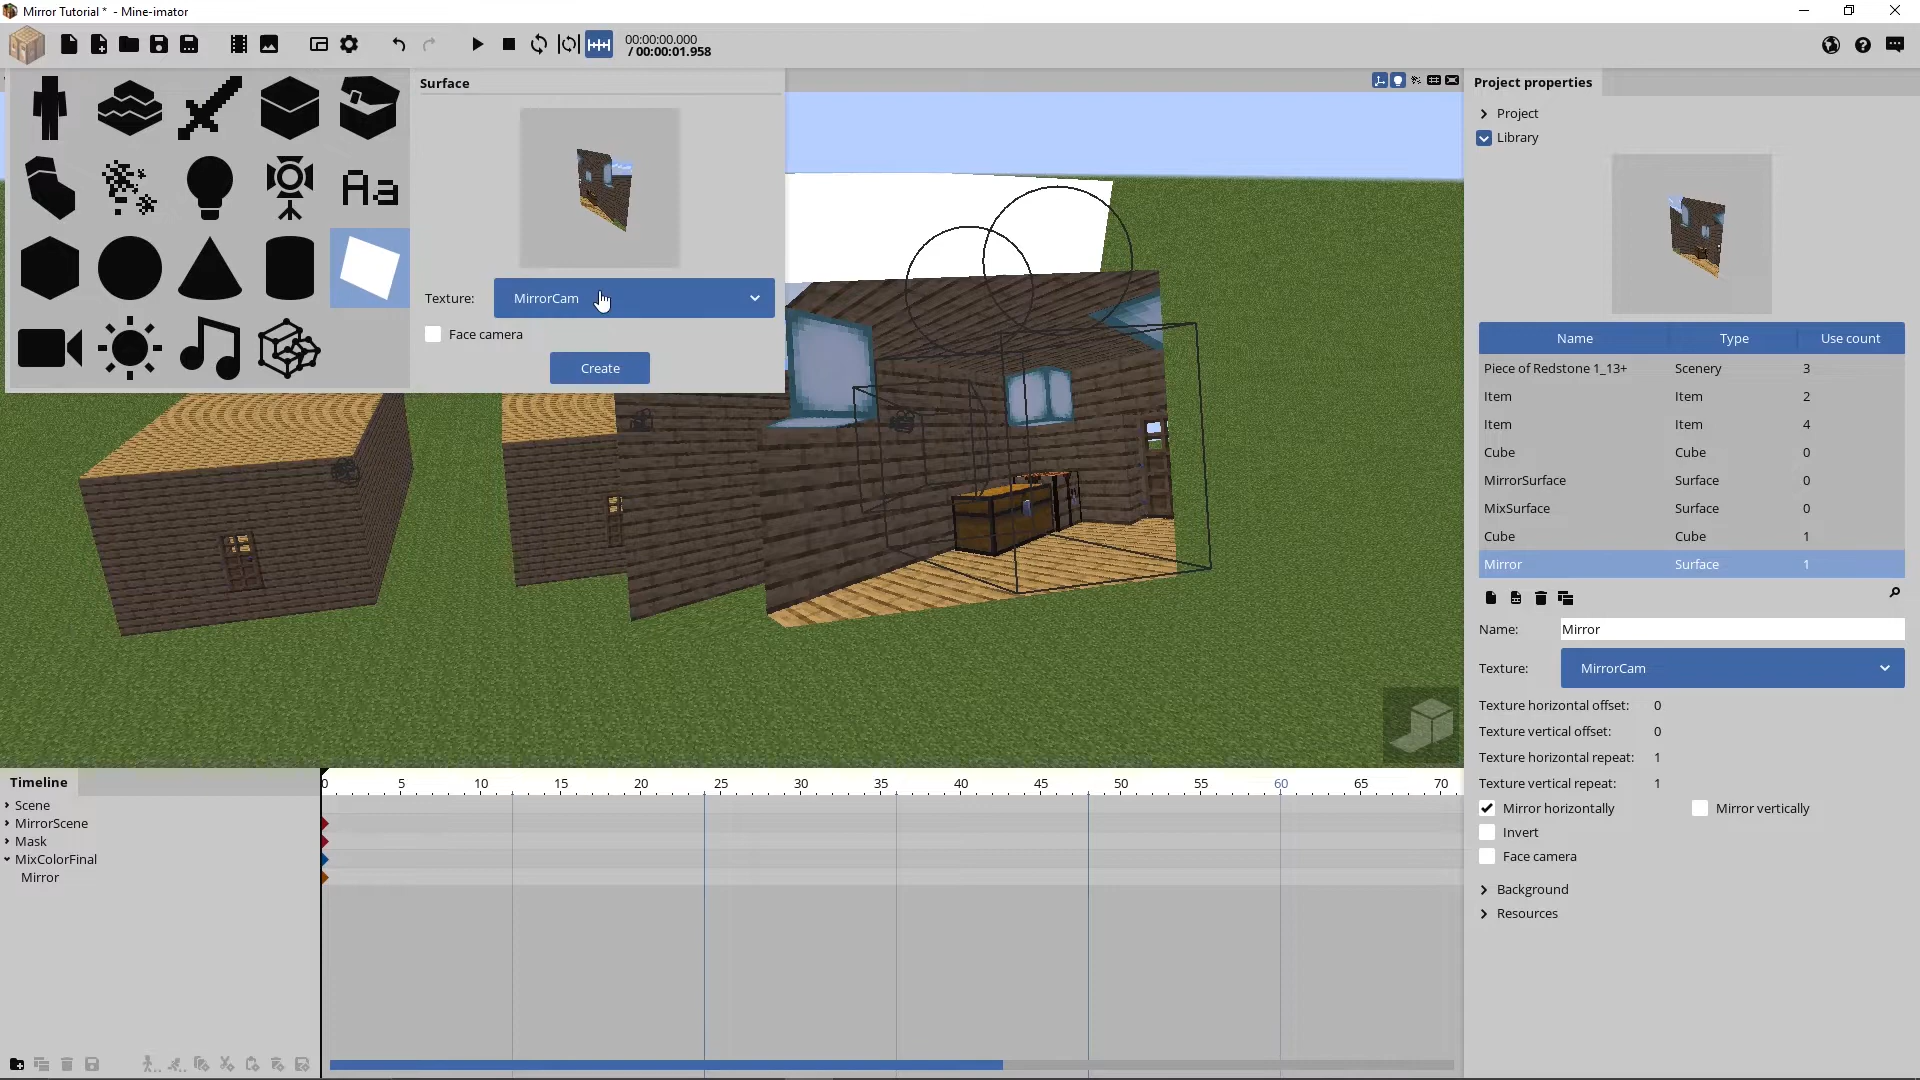 Mirror Tutorial * - Mine-imator
00:00:00.000
/ 00:00:01.958
Aa
Surface
Texture: MirrorCam
Face camera
Create
Project properties
Project
Library
Name Type Use count
Piece of Redstone 1_13+ Scenery 3
Item Item 2
Item Item 4
Cube Cube 0
MirrorSurface Surface 0
MixSurface Surface 0
Cube Cube 1
Mirror Surface 1
Name: Mirror
Texture: MirrorCam
Texture horizontal offset: 0
Texture vertical offset: 0
Texture horizontal repeat: 1
Texture vertical repeat: 1
Mirror horizontally Mirror vertically
Invert
Face camera
Background
Resources
Timeline
0 5 10 15 20 25 30 35 40 45 50 55 60 65 70
Scene
MirrorScene
Mask
MixColorFinal
Mirror